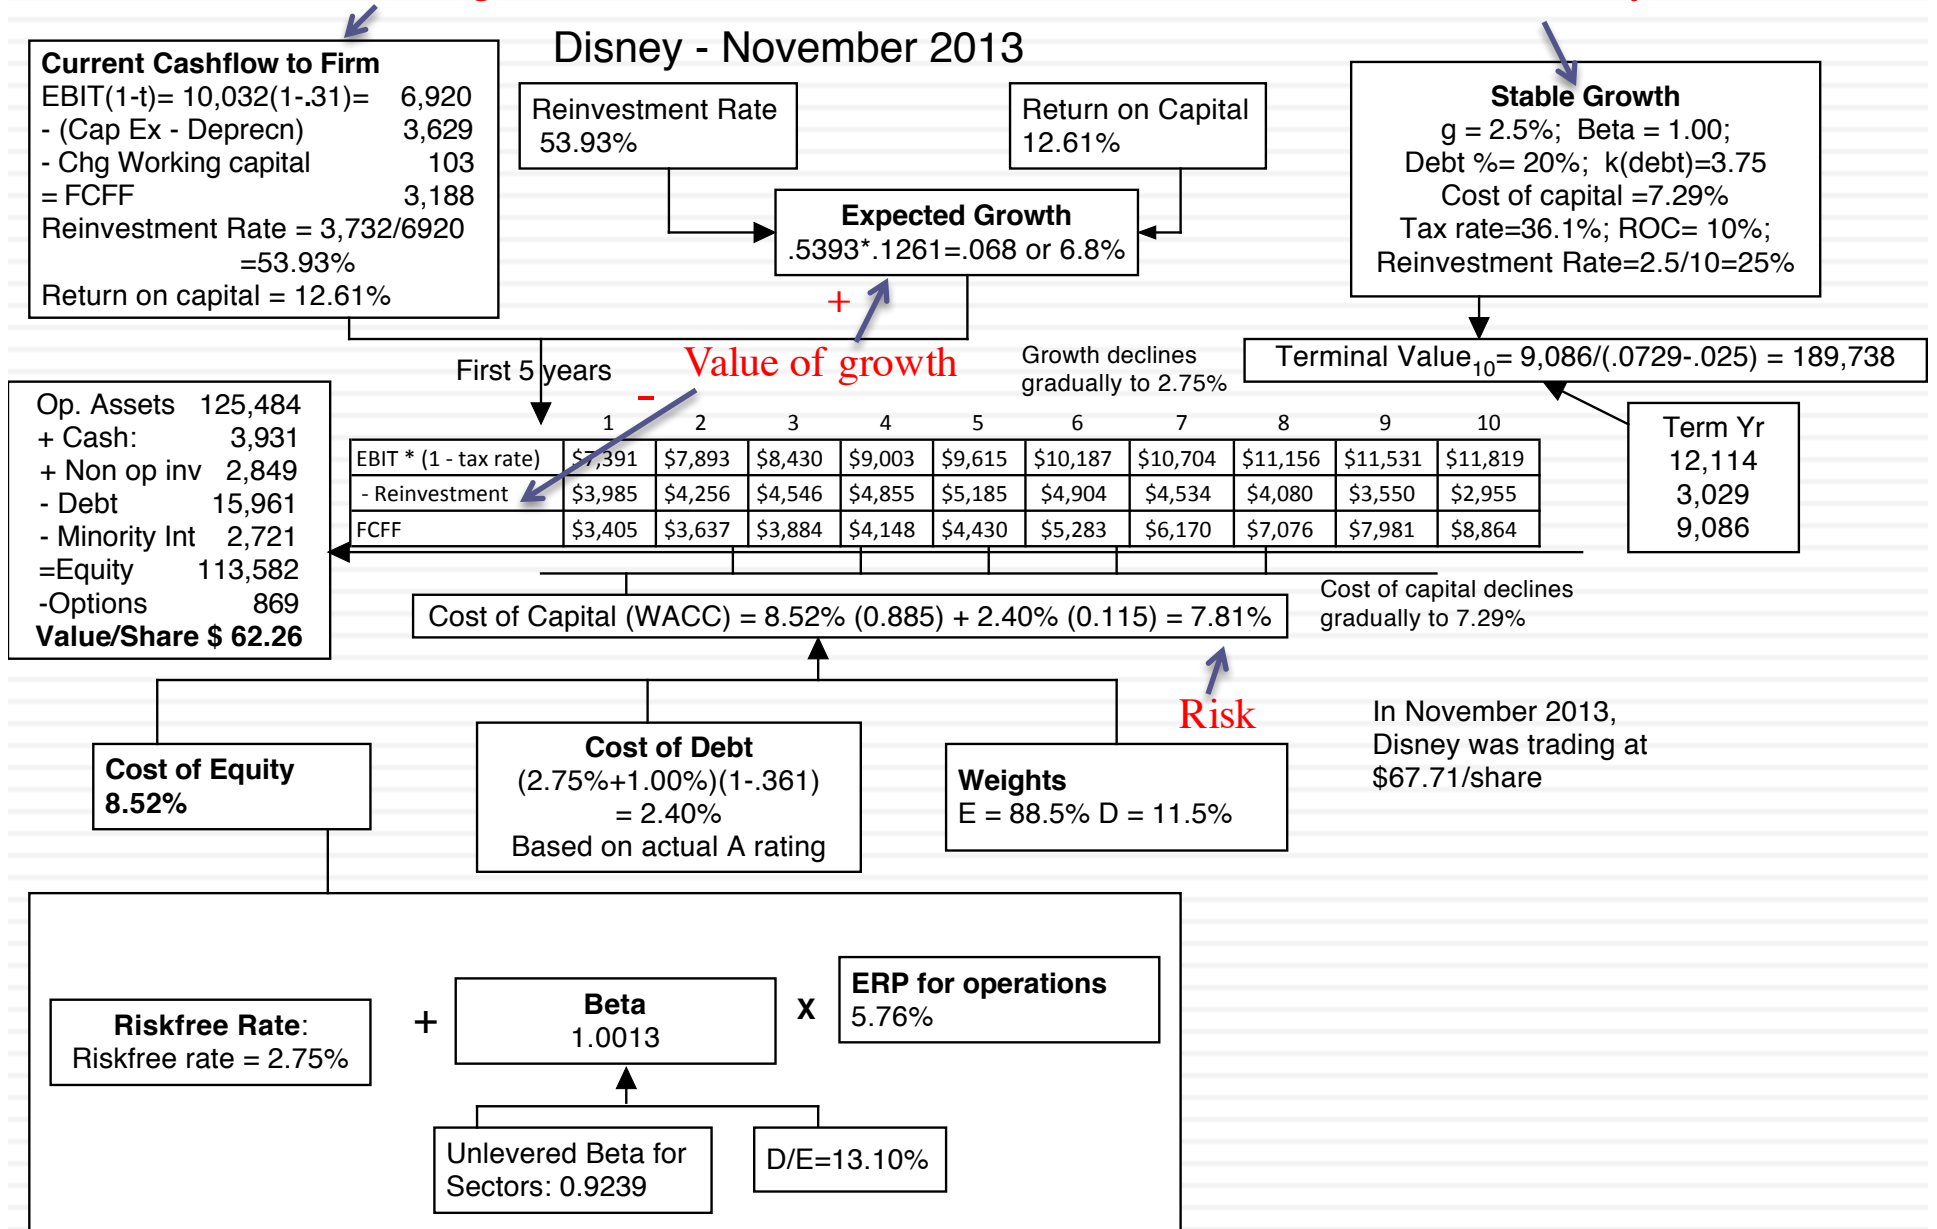 Disney - November 2013
Current Cashflow to Firm
EBIT(1-t)= 10,032(1-.31)= 6,920
- (Cap Ex - Deprecn) 3,629
- Chg Working capital 103
= FCFF 3,188
Reinvestment Rate = 3,732/6920
=53.93%
Return on capital = 12.61%
Reinvestment Rate
53.93%
Return on Capital
12.61%
Expected Growth
.5393*.1261=.068 or 6.8%
Stable Growth
g = 2.5%; Beta = 1.00;
Debt %= 20%; k(debt)=3.75
Cost of capital =7.29%
Tax rate=36.1%; ROC= 10%;
Reinvestment Rate=2.5/10=25%
+
Value of growth
-
First 5 years
Growth declines
gradually to 2.75%
Terminal Value10= 9,086/(.0729-.025) = 189,738
Op. Assets 125,484
+ Cash: 3,931
+ Non op inv 2,849
- Debt 15,961
- Minority Int 2,721
=Equity 113,582
-Options 869
Value/Share $ 62.26
1 2 3 4 5 6 7 8 9 10
EBIT * (1 - tax rate) $7,391 $7,893 $8,430 $9,003 $9,615 $10,187 $10,704 $11,156 $11,531 $11,819
- Reinvestment $3,985 $4,256 $4,546 $4,855 $5,185 $4,904 $4,534 $4,080 $3,550 $2,955
FCFF $3,405 $3,637 $3,884 $4,148 $4,430 $5,283 $6,170 $7,076 $7,981 $8,864
Term Yr
12,114
3,029
9,086
Cost of Capital (WACC) = 8.52% (0.885) + 2.40% (0.115) = 7.81%
Cost of capital declines
gradually to 7.29%
Risk
In November 2013,
Disney was trading at
$67.71/share
Cost of Equity
8.52%
Cost of Debt
(2.75%+1.00%)(1-.361)
= 2.40%
Based on actual A rating
Weights
E = 88.5% D = 11.5%
Riskfree Rate:
Riskfree rate = 2.75%
+
Beta
1.0013
X
ERP for operations
5.76%
Unlevered Beta for
Sectors: 0.9239
D/E=13.10%